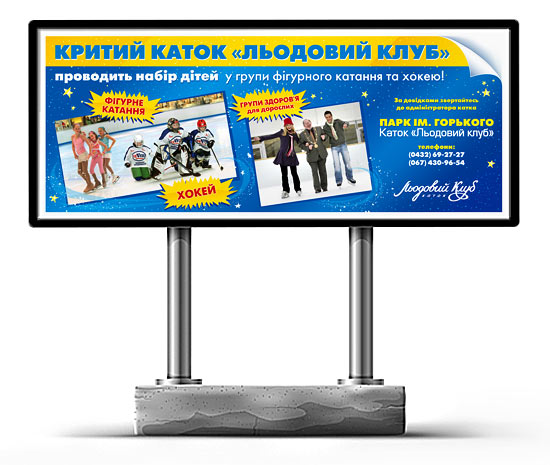 КРИТИЙ КАТОК «ЛЬОДОВИЙ КЛУБ»
проводить набір дітей у групи фігурного катання та хокею!
ФІГУРНЕ
КАТАННЯ
ХОКЕЙ
ГРУПИ ЗДОРОВ'Я
для дорослих
За довідками звертайтесь
до адміністратора катка
ПАРК ІМ. ГОРЬКОГО
Каток «Льодовий клуб»
телефони:
(0432) 69-27-27
(067) 430-96-54
Льодовий Клуб
КАТОК